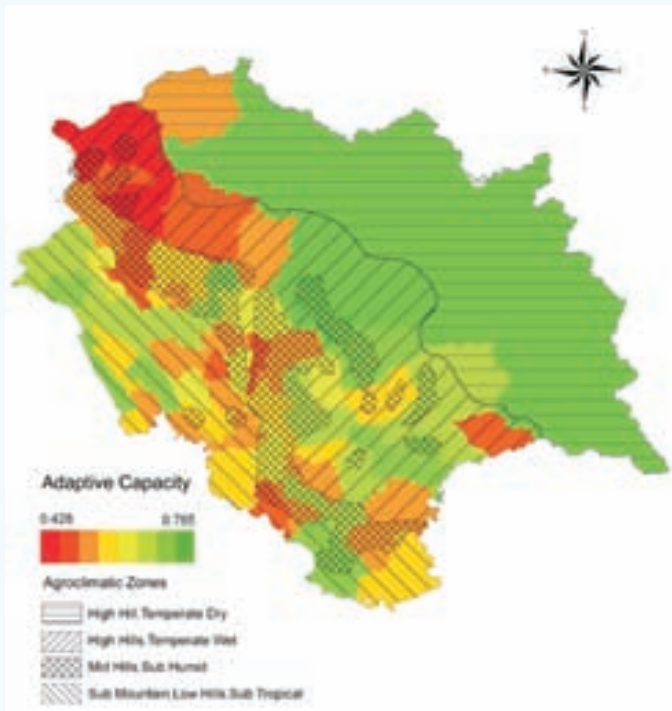 Adaptive Capacity
0.426 0.765
Agroclimatic Zones
High Hill,Temperate Dry
High Hills,Temperate Wet
Mid Hills,Sub Humid
Sub Mountain,Low Hills,Sub Tropical